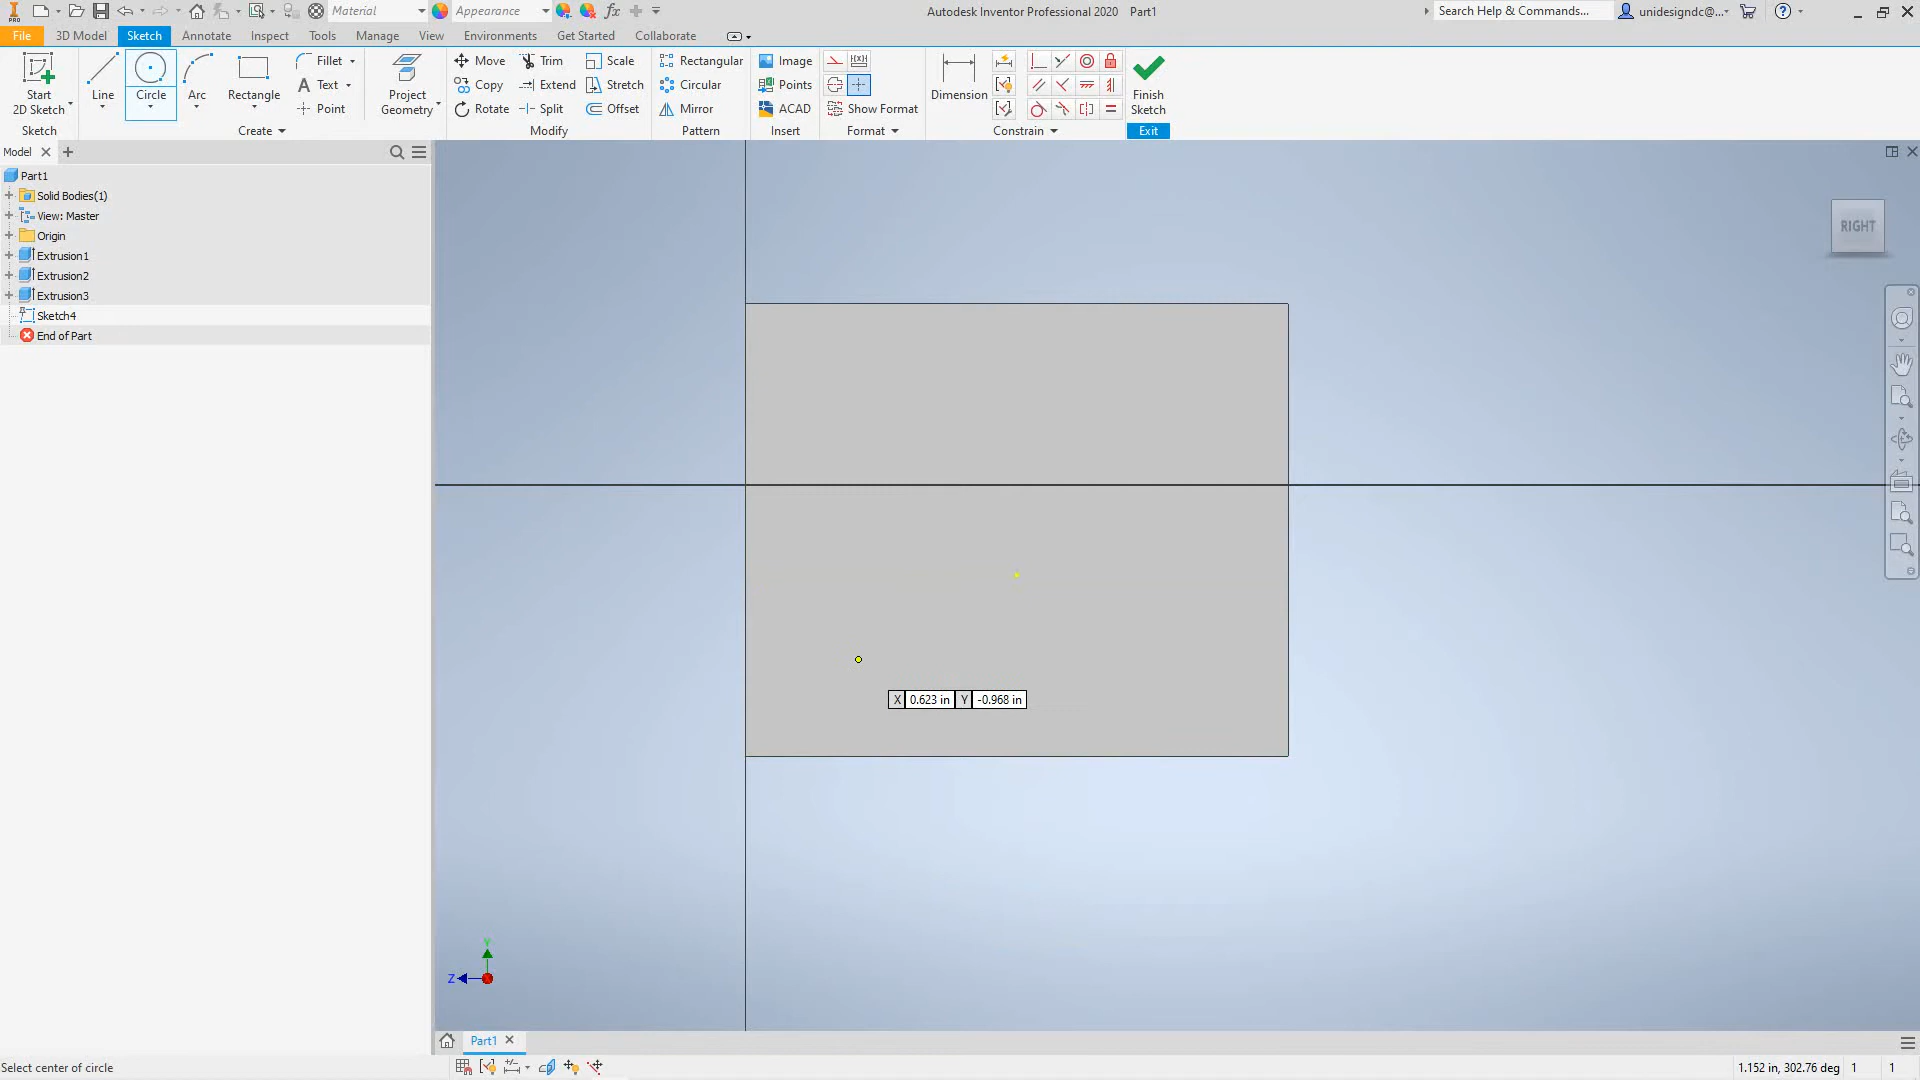 PRO Material Appearance fx Autodesk Inventor Professional 2020 Part1 Search Help & Commands... unidesigndc@...
File 3D Model Sketch Annotate Inspect Tools Manage View Environments Get Started Collaborate
Start 2D Sketch
Line
Circle
Arc
Rectangle
Fillet
Text
Point
Project Geometry
Move Trim Scale
Copy Extend Stretch
Rotate Split Offset
Rectangular
Circular
Mirror
Image
Points
ACAD
Show Format
Dimension
Finish Sketch
Sketch Create Modify Pattern Insert Format Constrain Exit
Model
Part1
Solid Bodies(1)
View: Master
Origin
Extrusion1
Extrusion2
Extrusion3
Sketch4
End of Part
RIGHT
X 0.623 in Y -0.968 in
Y
Z
Part1
Select center of circle 1.152 in, 302.76 deg 1 1